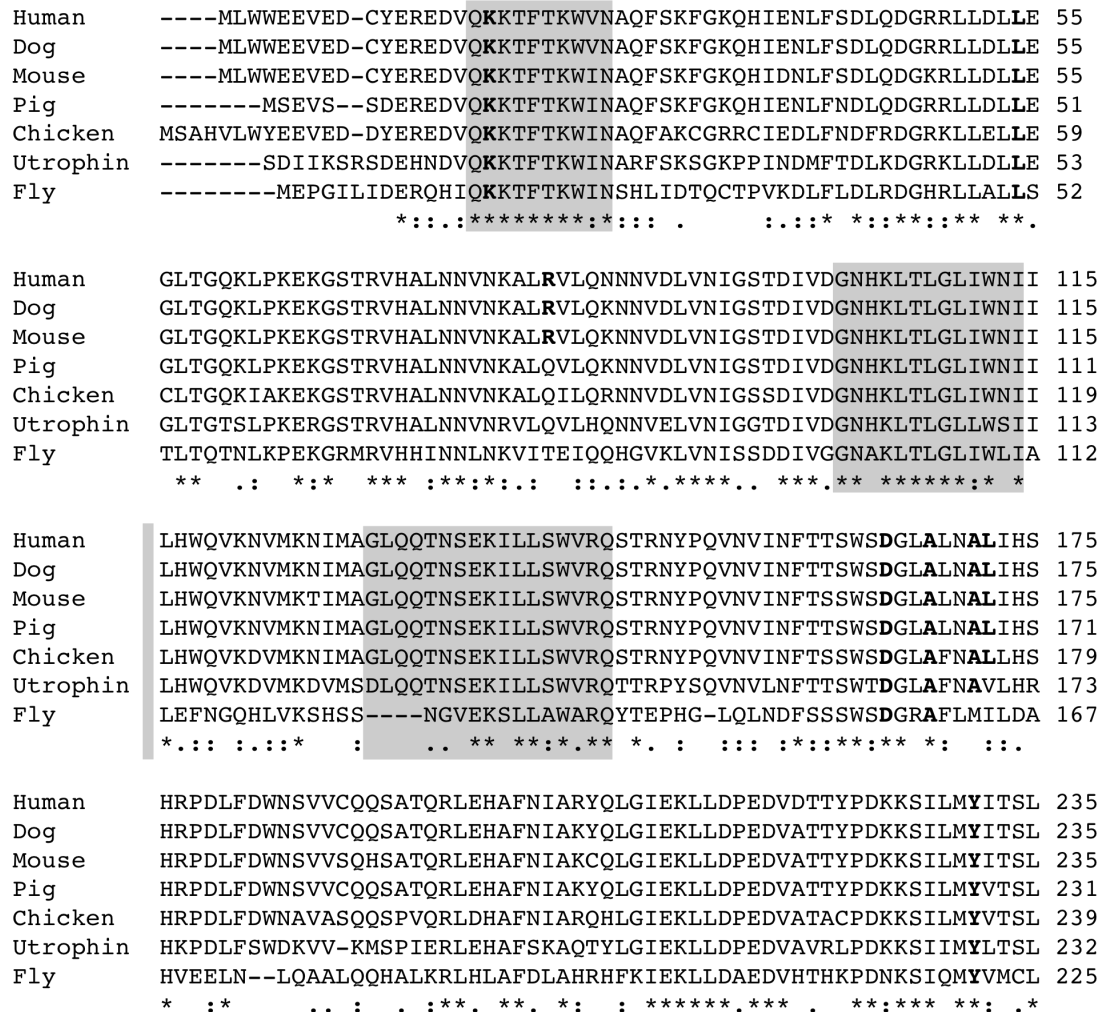 Human ----MLWWEEVED-CYEREDVQKKTFTKWVNAQFSKFGKQHIENLFSDLQDGRRLLDLLE 55
Dog ----MLWWEEVED-CYEREDVQKKTFTKWVNAQFSKFGKQHIENLFSDLQDGRRLLDLLE 55
Mouse ----MLWWEEVED-CYEREDVQKKTFTKWINAQFSKFGKQHIDNLFSDLQDGKRLLDLLE 55
Pig -------MSEVS--SDEREDVQKKTFTKWINAQFSKFGKQHIENLFNDLQDGRRLLDLLE 51
Chicken MSAHVLWYEEVED-DYEREDVQKKTFTKWINAQFAKCGRRCIEDLFNDFRDGRKLLELLE 59
Utrophin -------SDIIKSRSDEHNDVQKKTFTKWINARFSKSGKPPINDMFTDLKDGRKLLDLLE 53
Fly --------MEPGILIDERQHIQKKTFTKWINSHLIDTQCTPVKDLFLDLRDGHRLLALLS 52
*::.:********:*::: . :.::* *::**:** **.
Human GLTGQKLPKEKGSTRVHALNNVNKALRVLQNNNVDLVNIGSTDIVDGNHKLTLGLIWNII 115
Dog GLTGQKLPKEKGSTRVHALNNVNKALRVLQKNNVDLVNIGSTDIVDGNHKLTLGLIWNII 115
Mouse GLTGQKLPKEKGSTRVHALNNVNKALRVLQKNNVDLVNIGSTDIVDGNHKLTLGLIWNII 115
Pig GLTGQKLPKEKGSTRVHALNNVNKALQVLQKNNVDLVNIGSTDIVDGNHKLTLGLIWNII 111
Chicken CLTGQKIAKEKGSTRVHALNNVNKALQILQRNNVDLVNIGSTDIVDGNHKLTLGLIWNII 119
Utrophin GLTGTSLPKERGSTRVHALNNVNRVLQVLHQNNVELVNIGGTDIVDGNHKLTLGLLWSII 113
Fly TLTQTNLKPEKGRMRVHHINNLNKVITEIQQHGVKLVNISSDDIVGGNAKLTLGLIWLIA 112
** .: *:* *** :**:*:.: ::.:.*.****.. ***.** ******:* *
Human LHWQVKNVMKNIMAGLQQTNSEKILLSWVRQSTRNYPQVNVINFTTSWSDGLALNALIHS 175
Dog LHWQVKNVMKNIMAGLQQTNSEKILLSWVRQSTRNYPQVNVINFTTSWSDGLALNALIHS 175
Mouse LHWQVKNVMKTIMAGLQQTNSEKILLSWVRQSTRNYPQVNVINFTSSWSDGLALNALIHS 175
Pig LHWQVKNVMKNIMAGLQQTNSEKILLSWVRQSTRNYPQVNVINFTTSWSDGLALNALIHS 171
Chicken LHWQVKDVMKNIMAGLQQTNSEKILLSWVRQSTRNYPQVNVINFTSSWSDGLAFNALLHS 179
Utrophin LHWQVKDVMKDVMSDLQQTNSEKILLSWVRQTTRPYSQVNVLNFTTSWTDGLAFNAVLHR 173
Fly LEFNGQHLVKSHSS----NGVEKSLLAWARQYTEPHG-LQLNDFSSSWSDGRAFLMILDA 167
*.:: :.::* : .. ** **:*.** *. : ::: :*::**:** *: ::.
Human HRPDLFDWNSVVCQQSATQRLEHAFNIARYQLGIEKLLDPEDVDTTYPDKKSILMYITSL 235
Dog HRPDLFDWNSVVCQQSATQRLEHAFNIAKYQLGIEKLLDPEDVATTYPDKKSILMYITSL 235
Mouse HRPDLFDWNSVVSQHSATQRLEHAFNIAKCQLGIEKLLDPEDVATTYPDKKSILMYITSL 235
Pig HRPDLFDWNSVVCQQSATQRLEHAFNIAKYQLGIEKLLDPEDVATTYPDKKSILMYVTSL 231
Chicken HRPDLFDWNAVASQQSPVQRLDHAFNIARQHLGIEKLLDPEDVATACPDKKSILMYVTSL 239
Utrophin HKPDLFSWDKVV-KMSPIERLEHAFSKAQTYLGIEKLLDPEDVAVRLPDKKSIIMYLTSL 232
Fly HVEELN--LQAALQQHALKRLHLAFDLAHRHFKIEKLLDAEDVHTHKPDNKSIQMYVMCL 225
* :* .. : . :**. **. *: : ******.*** . **:*** **: .*